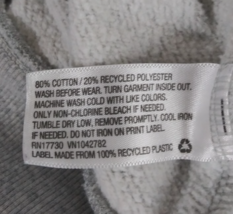 80% COTTON / 20% RECYCLED POLYESTER
WASH BEFORE WEAR. TURN GARMENT INSIDE OUT.
MACHINE WASH COLD WITH LIKE COLORS.
ONLY NON-CHLORINE BLEACH IF NEEDED.
TUMBLE DRY LOW, REMOVE PROMPTLY. COOL IRON
IF NEEDED. DO NOT IRON ON PRINT LABEL.
RN17730 VN1042782
LABEL MADE FROM 100% RECYCLED PLASTIC